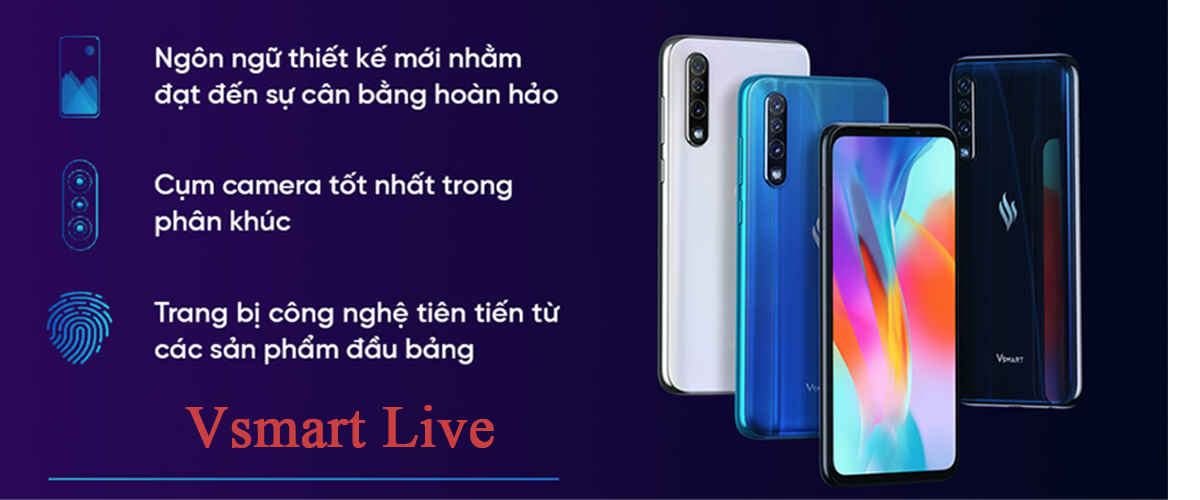 Ngôn ngữ thiết kế mới nhằm
đạt đến sự cân bằng hoàn hảo
Cụm camera tốt nhất trong
phân khúc
Trang bị công nghệ tiên tiến từ
các sản phẩm đầu bảng
Vsmart Live
VSMART